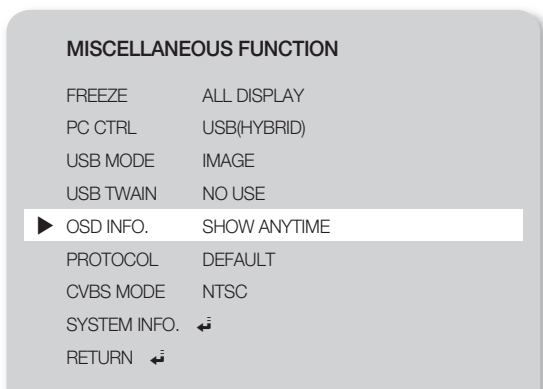 MISCELLANEOUS FUNCTION
FREEZE ALL DISPLAY
PC CTRL USB(HYBRID)
USB MODE IMAGE
USB TWAIN NO USE
▶ OSD INFO. SHOW ANYTIME
PROTOCOL DEFAULT
CVBS MODE NTSC
SYSTEM INFO. ↲
RETURN ↲